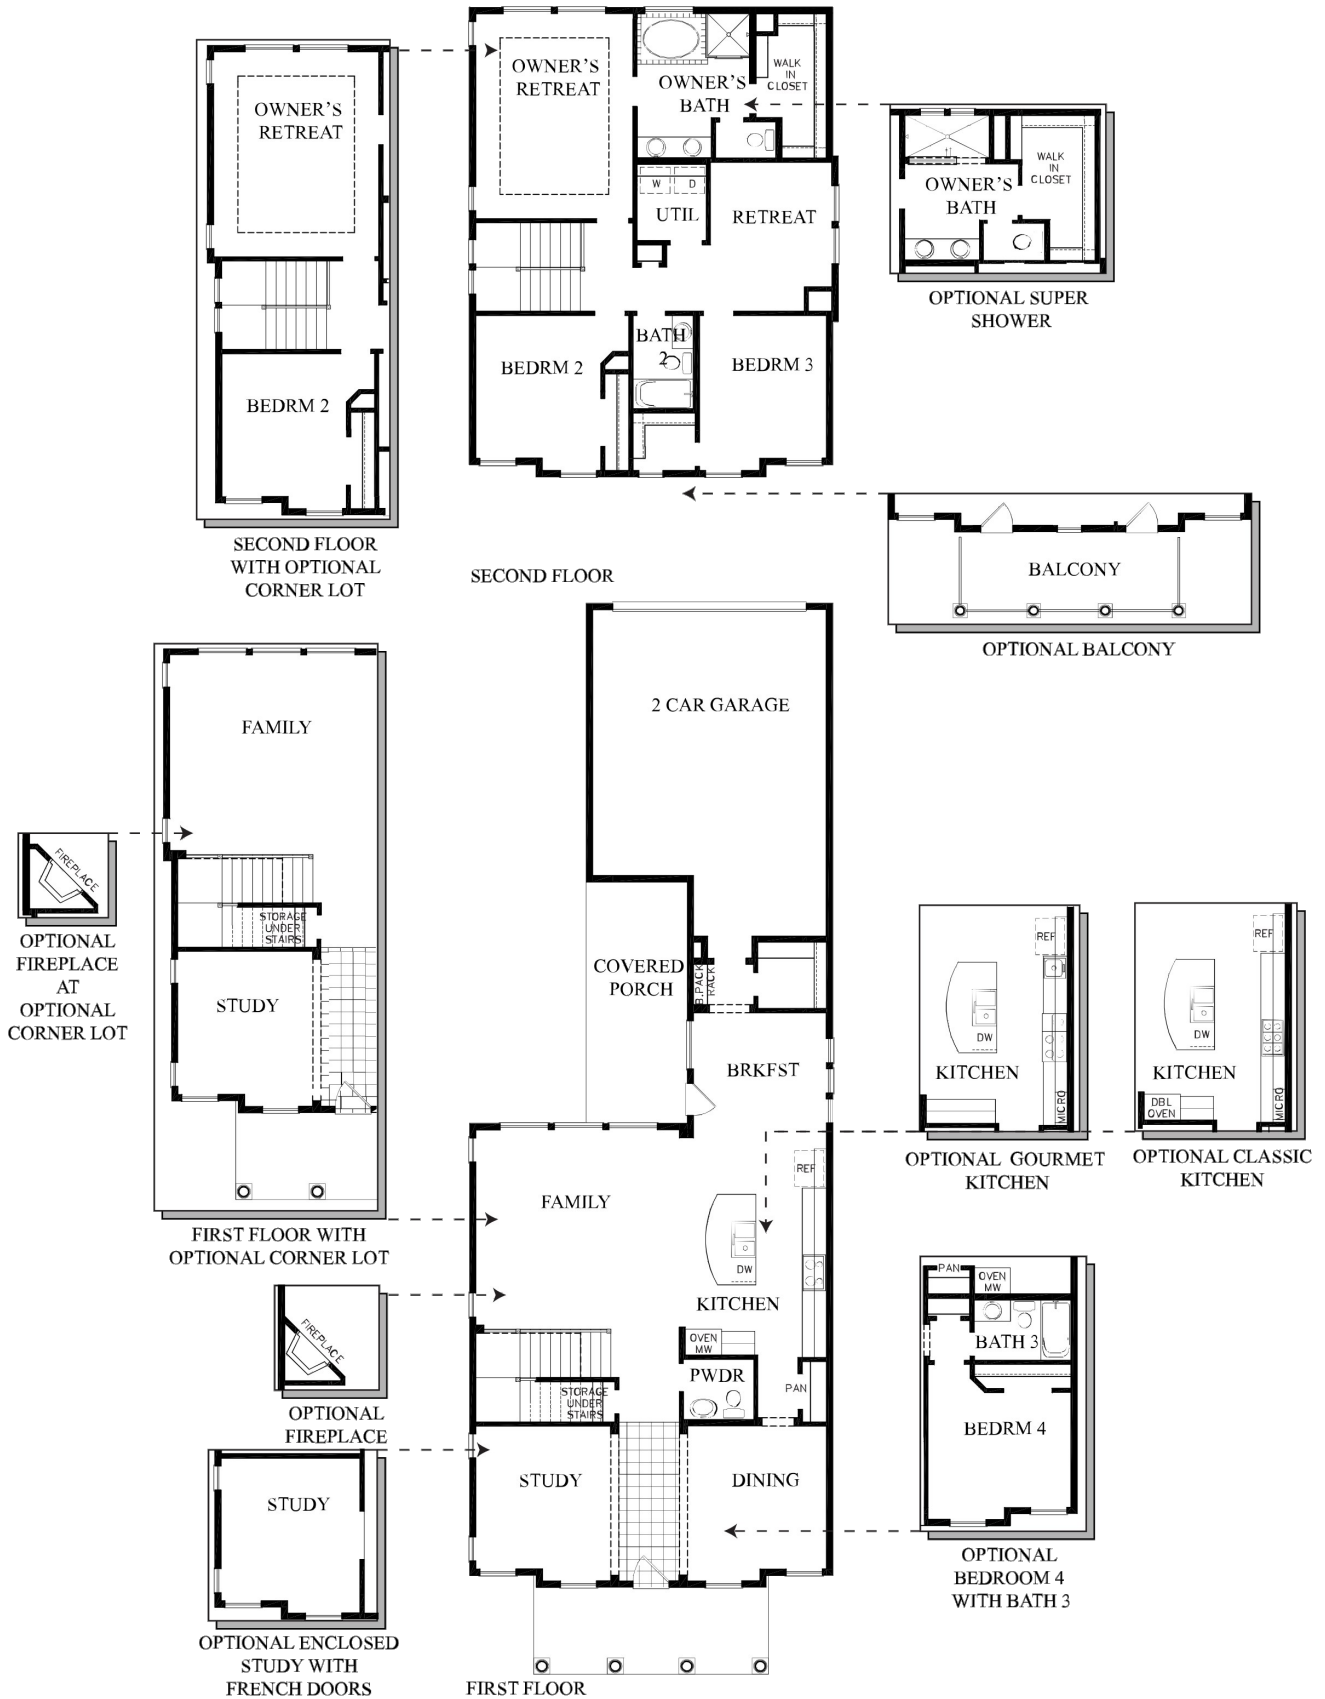 OWNER'S
RETREAT
BEDRM 2
SECOND FLOOR
WITH OPTIONAL
CORNER LOT
OWNER'S
RETREAT
OWNER'S
BATH
WALK
IN
CLOSET
W
D
UTIL
RETREAT
BEDRM 2
BATH
2
BEDRM 3
SECOND FLOOR
WALK
IN
CLOSET
OWNER'S
BATH
OPTIONAL SUPER
SHOWER
BALCONY
OPTIONAL BALCONY
FAMILY
STORAGE
UNDER
STAIRS
STUDY
FIRST FLOOR WITH
OPTIONAL CORNER LOT
FIREPLACE
OPTIONAL
FIREPLACE
AT
OPTIONAL
CORNER LOT
2 CAR GARAGE
COVERED
PORCH
B.PACK
RACK
BRKFST
FAMILY
REF
DW
KITCHEN
OVEN
MW
PWDR
PAN
STORAGE
UNDER
STAIRS
STUDY
DINING
FIRST FLOOR
REF
DW
KITCHEN
MICRO
OPTIONAL GOURMET
KITCHEN
REF
DW
KITCHEN
DBL
OVEN
MICRO
OPTIONAL CLASSIC
KITCHEN
FIREPLACE
OPTIONAL
FIREPLACE
STUDY
OPTIONAL ENCLOSED
STUDY WITH
FRENCH DOORS
PAN
OVEN
MW
BATH 3
BEDRM 4
OPTIONAL
BEDROOM 4
WITH BATH 3